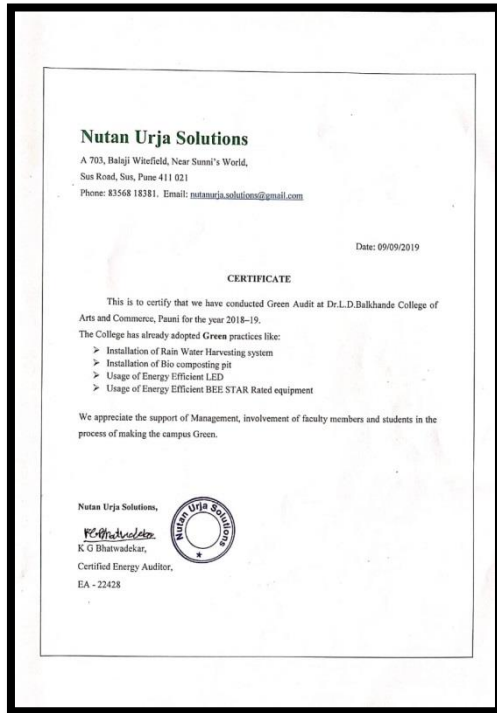 Nutan Urja Solutions
A 703, Balaji Witefield, Near Sunni's World,
Sus Road, Sus, Pune 411 021
Phone: 83568 18381. Email: nutanurja.solutions@gmail.com
Date: 09/09/2019
CERTIFICATE
This is to certify that we have conducted Green Audit at Dr.L.D.Balkhande College of
Arts and Commerce, Pauni for the year 2018–19.
The College has already adopted Green practices like:
➢ Installation of Rain Water Harvesting system
➢ Installation of Bio composting pit
➢ Usage of Energy Efficient LED
➢ Usage of Energy Efficient BEE STAR Rated equipment
We appreciate the support of Management, involvement of faculty members and students in the
process of making the campus Green.
Nutan Urja Solutions,
KGBhatwadekar
K G Bhatwadekar,
Certified Energy Auditor,
EA - 22428
Nutan Urja Solutions